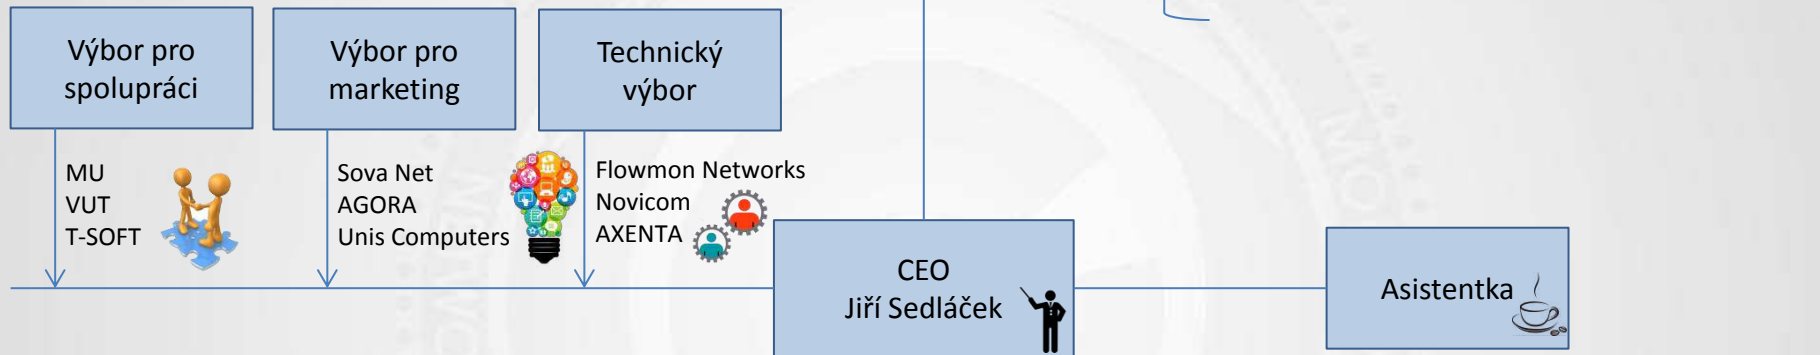 Výbor pro
spolupráci
Výbor pro
marketing
Technický
výbor
MU
VUT
T-SOFT
Sova Net
AGORA
Unis Computers
Flowmon Networks
Novicom
AXENTA
CEO
Jiří Sedláček
Asistentka